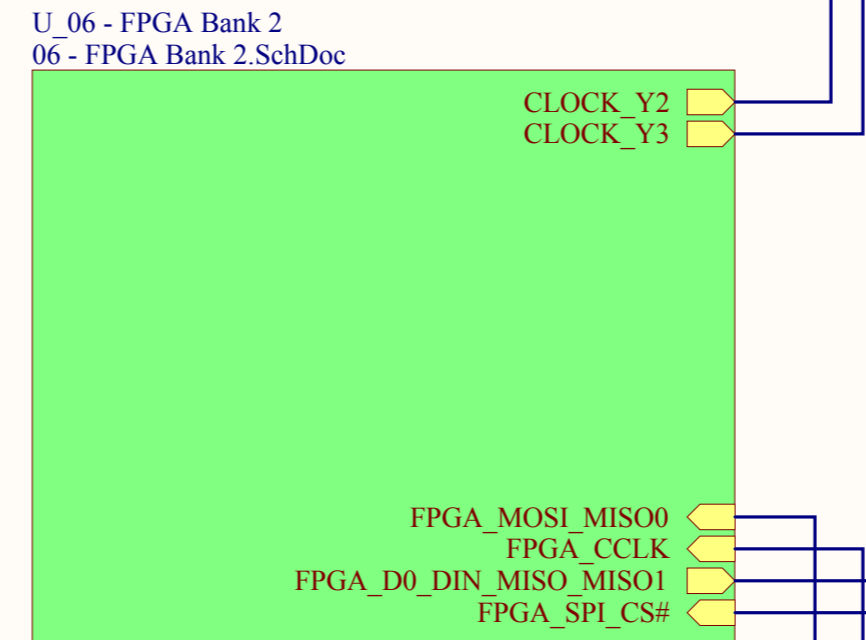 U_06 - FPGA Bank 2
06 - FPGA Bank 2.SchDoc
CLOCK_Y2
CLOCK_Y3
FPGA_MOSI_MISO0
FPGA_CCLK
FPGA_D0_DIN_MISO_MISO1
FPGA_SPI_CS#